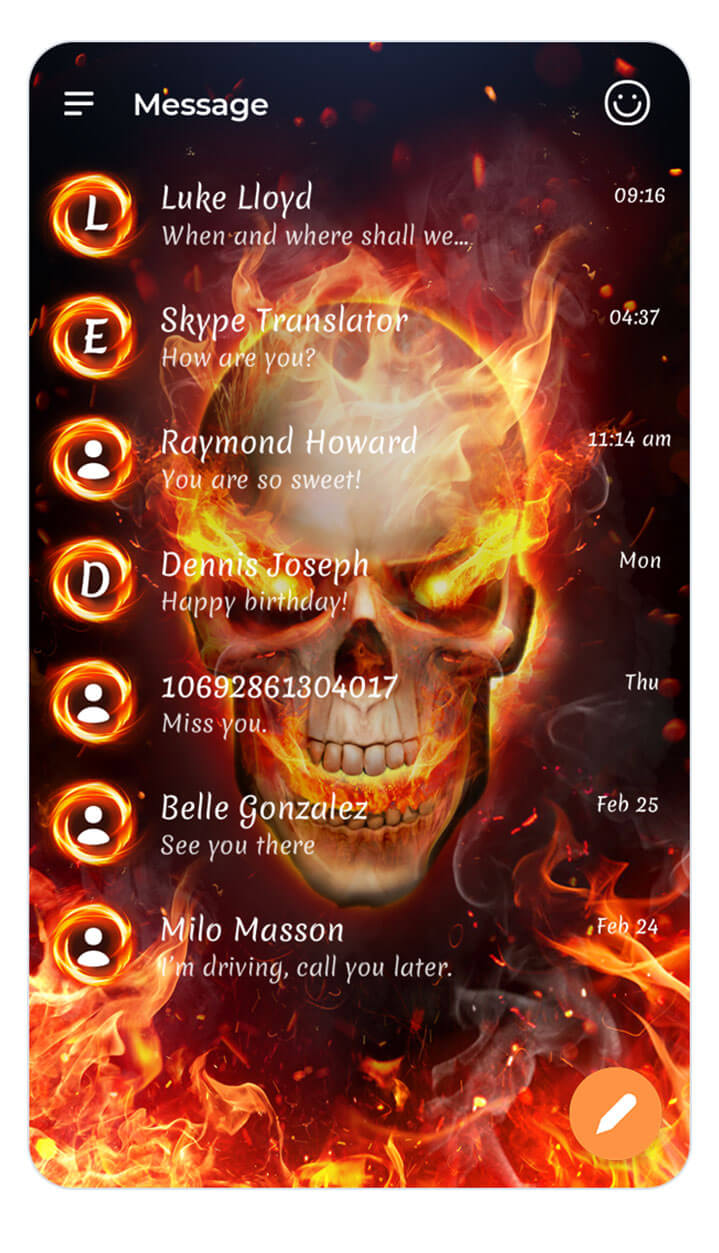 Message
L
Luke Lloyd
09:16
When and where shall we...
E
Skype Translator
04:37
How are you?
Raymond Howard
11:14 am
You are so sweet!
D
Dennis Joseph
Mon
Happy birthday!
10692861304017
Thu
Miss you.
Belle Gonzalez
Feb 25
See you there
Milo Masson
Feb 24
I'm driving, call you later.